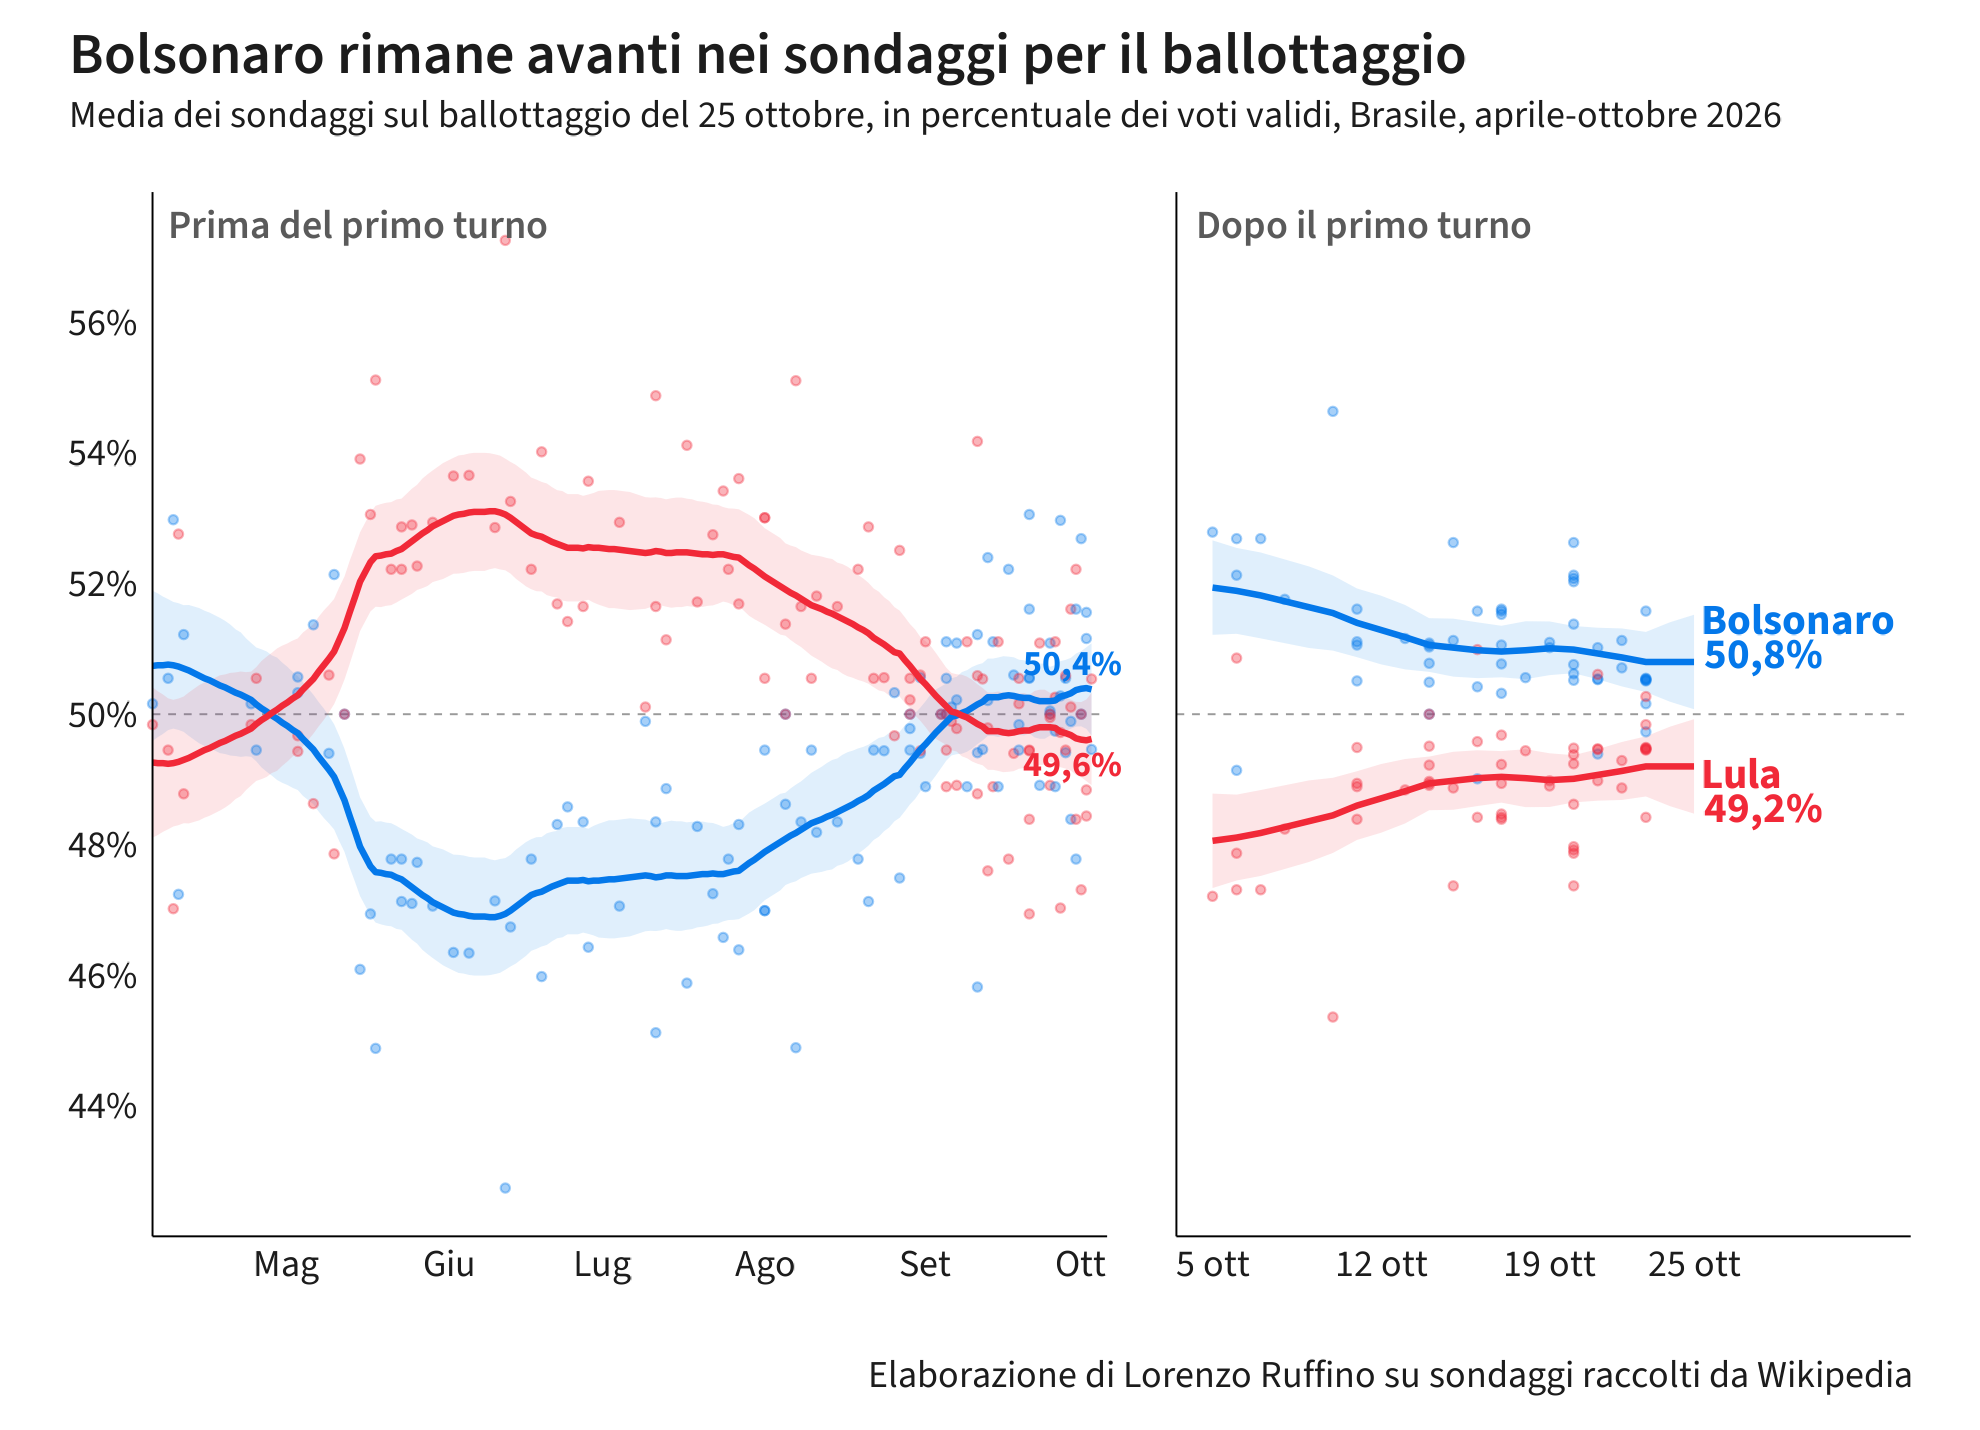 Bolsonaro rimane avanti nei sondaggi per il ballottaggio
Media dei sondaggi sul ballottaggio del 25 ottobre, in percentuale dei voti validi, Brasile, aprile-ottobre 2026
Prima del primo turno
Dopo il primo turno
56%
54%
52%
50%
48%
46%
44%
50,4%
49,6%
Bolsonaro
50,8%
Lula
49,2%
Mag Giu Lug Ago Set Ott
5 ott 12 ott 19 ott 25 ott
Elaborazione di Lorenzo Ruffino su sondaggi raccolti da Wikipedia